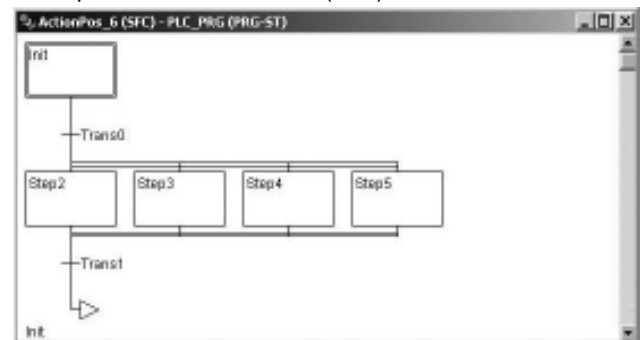 ActionPos_6 (SFC) - PLC_PRG (PRG-ST)
Init
Trans0
Step2 Step3 Step4 Step5
Trans1
Init